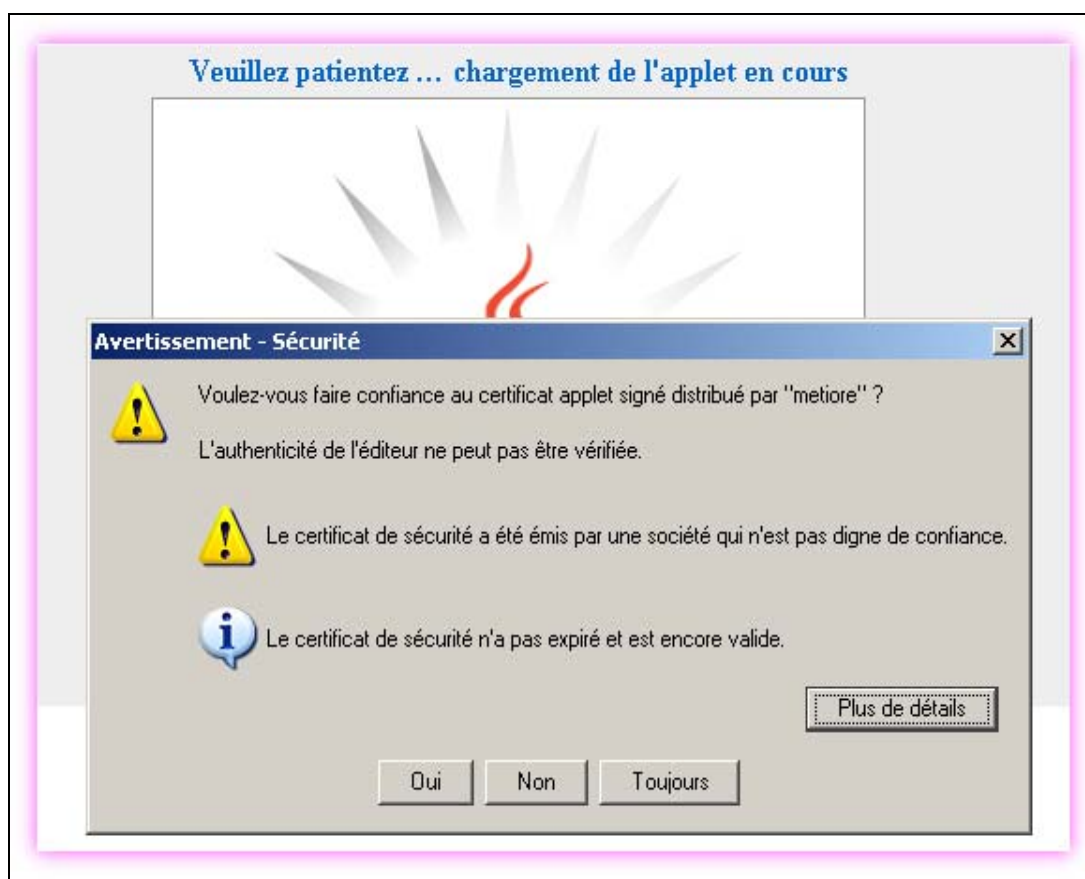 Veuillez patientez ... chargement de l'applet en cours
Avertissement - Sécurité
Voulez-vous faire confiance au certificat applet signé distribué par "metiore" ?
L'authenticité de l'éditeur ne peut pas être vérifiée.
Le certificat de sécurité a été émis par une société qui n'est pas digne de confiance.
Le certificat de sécurité n'a pas expiré et est encore valide.
Plus de détails
Oui Non Toujours